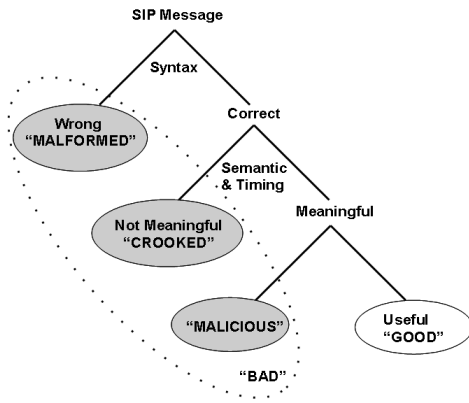 SIP Message
Syntax
Wrong
“MALFORMED”
Correct
Semantic
& Timing
Not Meaningful
“CROOKED”
Meaningful
“MALICIOUS”
Useful
“GOOD”
“BAD”